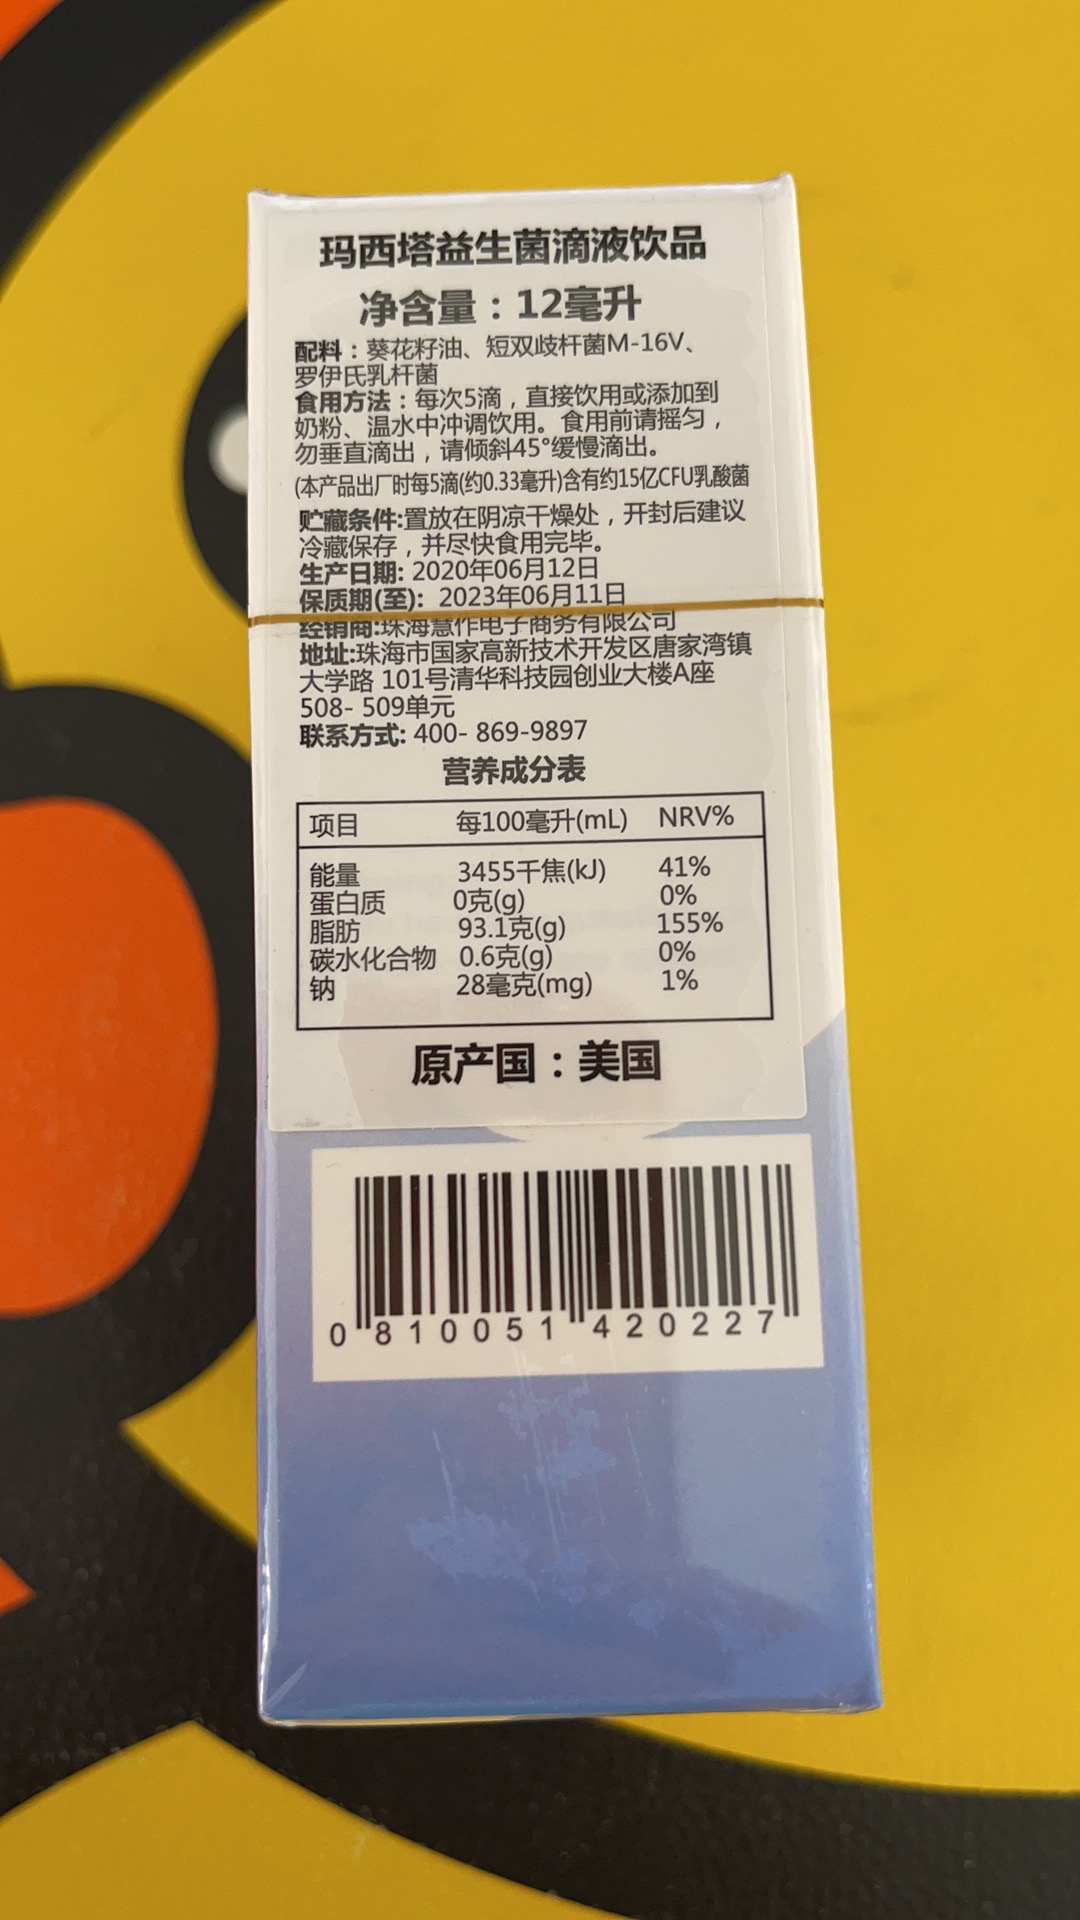 玛西塔益生菌滴液饮品
净含量：12毫升
配料：葵花籽油、短双歧杆菌M-16V、
罗伊氏乳杆菌
食用方法：每次5滴，直接饮用或添加到
奶粉、温水中冲调饮用。食用前请摇匀，
勿垂直滴出，请倾斜45°缓慢滴出。
(本产品出厂时每5滴(约0.33毫升)含有约15亿CFU乳酸菌
贮藏条件:置放在阴凉干燥处，开封后建议
冷藏保存，并尽快食用完毕。
生产日期: 2020年06月12日
保质期(至): 2023年06月11日
经销商:珠海慧作电子商务有限公司
地址:珠海市国家高新技术开发区唐家湾镇
大学路 101号清华科技园创业大楼A座
508- 509单元
联系方式: 400- 869-9897
营养成分表
项目 每100毫升(mL) NRV%
能量 3455千焦(kJ) 41%
蛋白质 0克(g) 0%
脂肪 93.1克(g) 155%
碳水化合物 0.6克(g) 0%
钠 28毫克(mg) 1%
原产国：美国
0 810051 420227